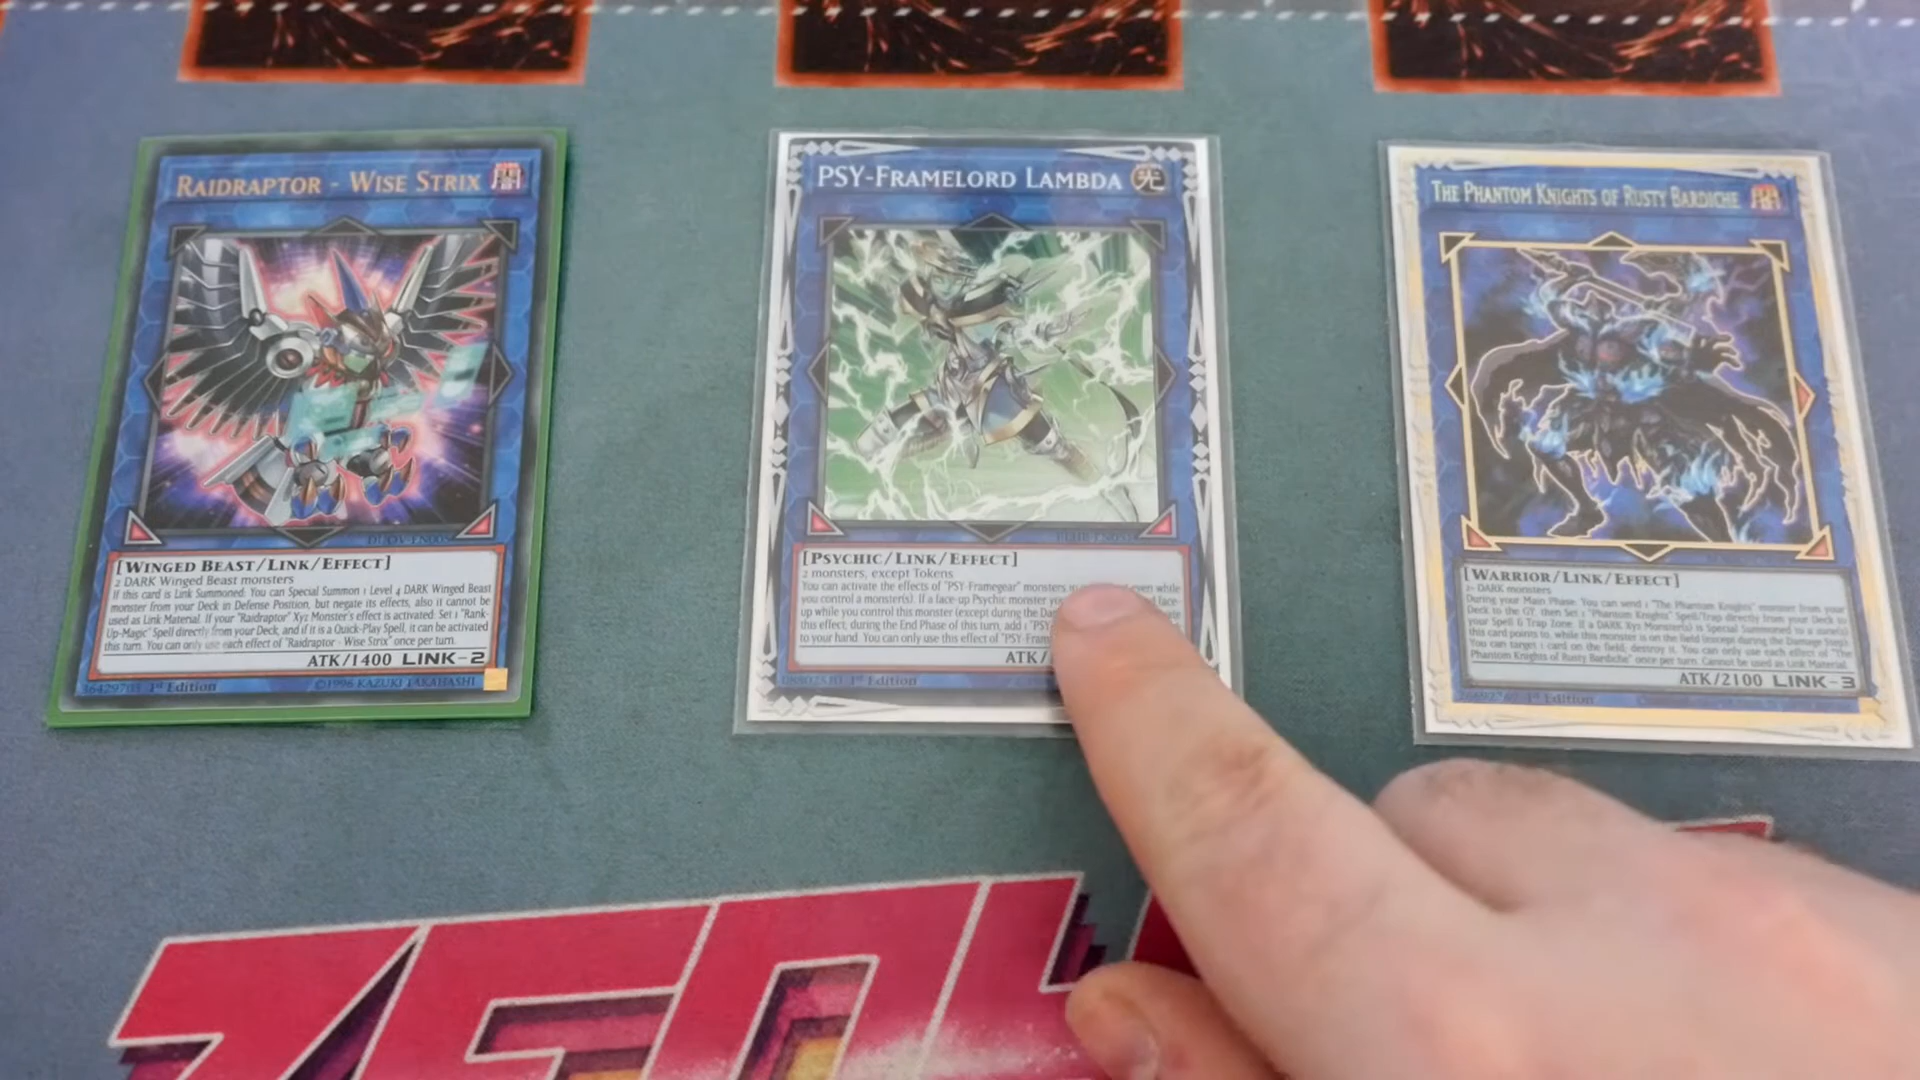 RAIDRAPTOR - WISE STRIX 闇
[WINGED BEAST/LINK/EFFECT]
2 DARK Winged Beast monsters
If this card is Link Summoned: You can Special Summon 1 Level 4 DARK Winged Beast
monster from your Deck in Defense Position, but negate its effects, also it cannot be
used as Link Material. If your "Raidraptor" Xyz Monster's effect is activated: Set 1 "Rank-
Up-Magic" Spell directly from your Deck, and if it is a Quick-Play Spell, it can be activated
this turn. You can only use each effect of "Raidraptor - Wise Strix" once per turn.
ATK/1400 LINK-2
1st Edition ©1996 KAZUKI TAKAHASHI
PSY-FRAMELORD LAMBDA 光
[PSYCHIC/LINK/EFFECT]
2 monsters, except Tokens
You can activate the effects of "PSY-Framegear" monsters even while
you control a monster(s). If a face-up Psychic monster face-
up while you control this monster (except during the
this effect; during the End Phase of this turn, add 1 "PSY-
to your hand. You can only use this effect of "PSY-Fram
ATK/
1st Edition
THE PHANTOM KNIGHTS OF RUSTY BARDICHE 闇
[WARRIOR/LINK/EFFECT]
2+ DARK monsters
During your Main Phase: You can send 1 "The Phantom Knights" monster from your
Deck to the GY, then Set 1 "Phantom Knights" Spell/Trap directly from your Deck to
your Spell & Trap Zone. If a DARK Xyz Monster(s) is Special Summoned to a zone(s)
this card points to, while this monster is on the field (except during the Damage Step):
You can target 1 card on the field; destroy it. You can only use each effect of "The
Phantom Knights of Rusty Bardiche" once per turn. Cannot be used as Link Material.
ATK/2100 LINK-3
1st Edition